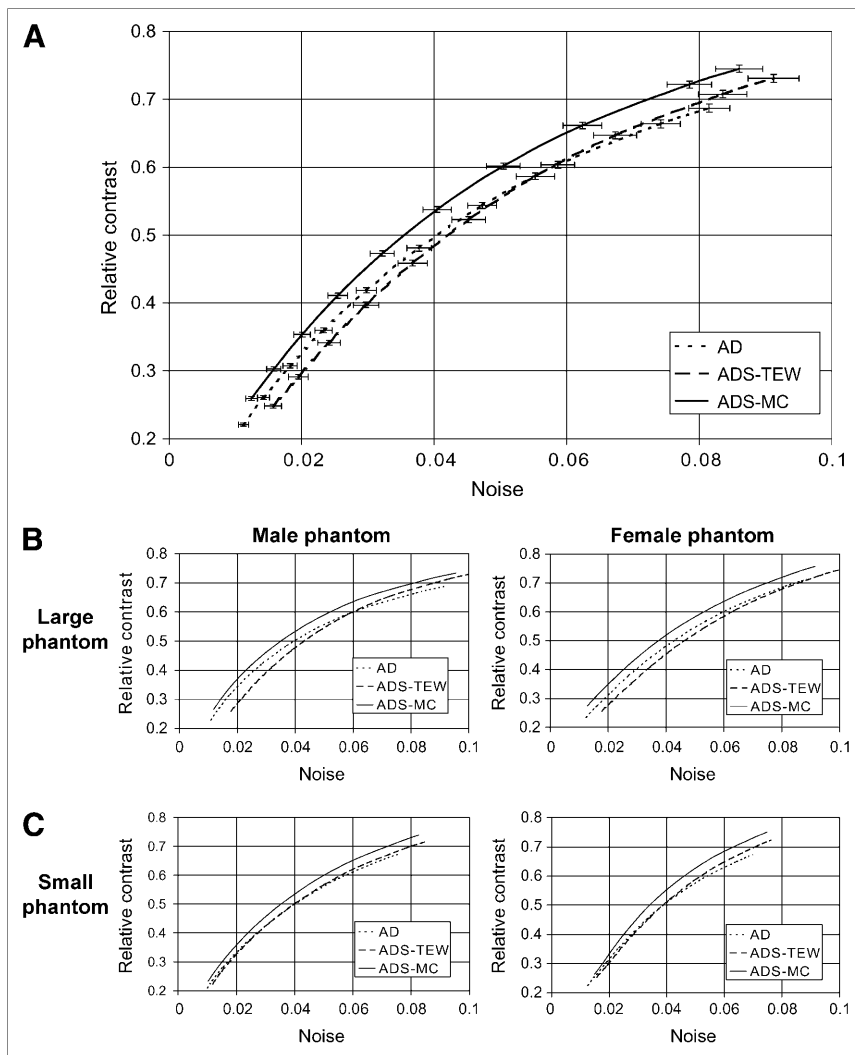 A
Relative contrast
0.8
0.7
0.6
0.5
0.4
0.3
0.2
0
0.02
0.04
0.06
0.08
0.1
Noise
AD
ADS-TEW
ADS-MC
B
Male phantom
Female phantom
Large
phantom
Relative contrast
0.8
0.7
0.6
0.5
0.4
0.3
0.2
0
0.02
0.04
0.06
0.08
0.1
Noise
AD
ADS-TEW
ADS-MC
Relative contrast
0.8
0.7
0.6
0.5
0.4
0.3
0.2
0
0.02
0.04
0.06
0.08
0.1
Noise
AD
ADS-TEW
ADS-MC
C
Small
phantom
Relative contrast
0.8
0.7
0.6
0.5
0.4
0.3
0.2
0
0.02
0.04
0.06
0.08
0.1
Noise
AD
ADS-TEW
ADS-MC
Relative contrast
0.8
0.7
0.6
0.5
0.4
0.3
0.2
0
0.02
0.04
0.06
0.08
0.1
Noise
AD
ADS-TEW
ADS-MC